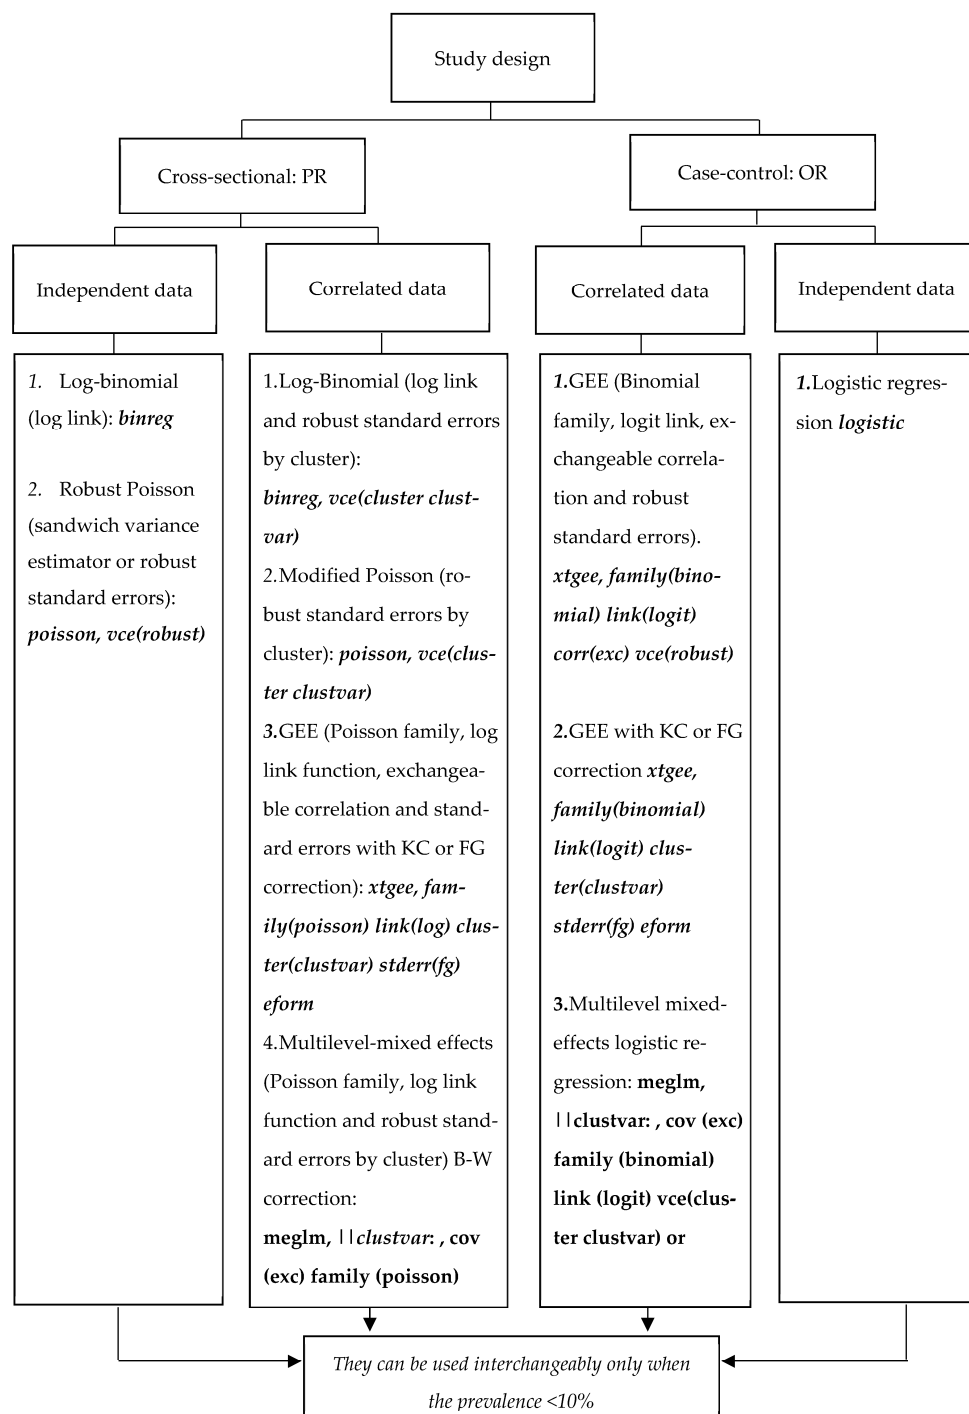 Study design
Cross-sectional: PR
Case-control: OR
Independent data
Correlated data
Correlated data
Independent data
1. Log-binomial
(log link): binreg
2. Robust Poisson
(sandwich variance
estimator or robust
standard errors):
poisson, vce(robust)
1.Log-Binomial (log link
and robust standard errors
by cluster):
binreg, vce(cluster clust-
var)
2.Modified Poisson (ro-
bust standard errors by
cluster): poisson, vce(clus-
ter clustvar)
3.GEE (Poisson family, log
link function, exchangea-
ble correlation and stand-
ard errors with KC or FG
correction): xtgee, fam-
ily(poisson) link(log) clus-
ter(clustvar) stderr(fg)
eform
4.Multilevel-mixed effects
(Poisson family, log link
function and robust stand-
ard errors by cluster) B-W
correction:
meglm, ||clustvar: , cov
(exc) family (poisson)
1.GEE (Binomial
family, logit link, ex-
changeable correla-
tion and robust
standard errors).
xtgee, family(bino-
mial) link(logit)
corr(exc) vce(robust)
2.GEE with KC or FG
correction xtgee,
family(binomial)
link(logit) clus-
ter(clustvar)
stderr(fg) eform
3.Multilevel mixed-
effects logistic re-
gression: meglm,
||clustvar: , cov (exc)
family (binomial)
link (logit) vce(clus-
ter clustvar) or
1.Logistic regres-
sion logistic
They can be used interchangeably only when
the prevalence <10%